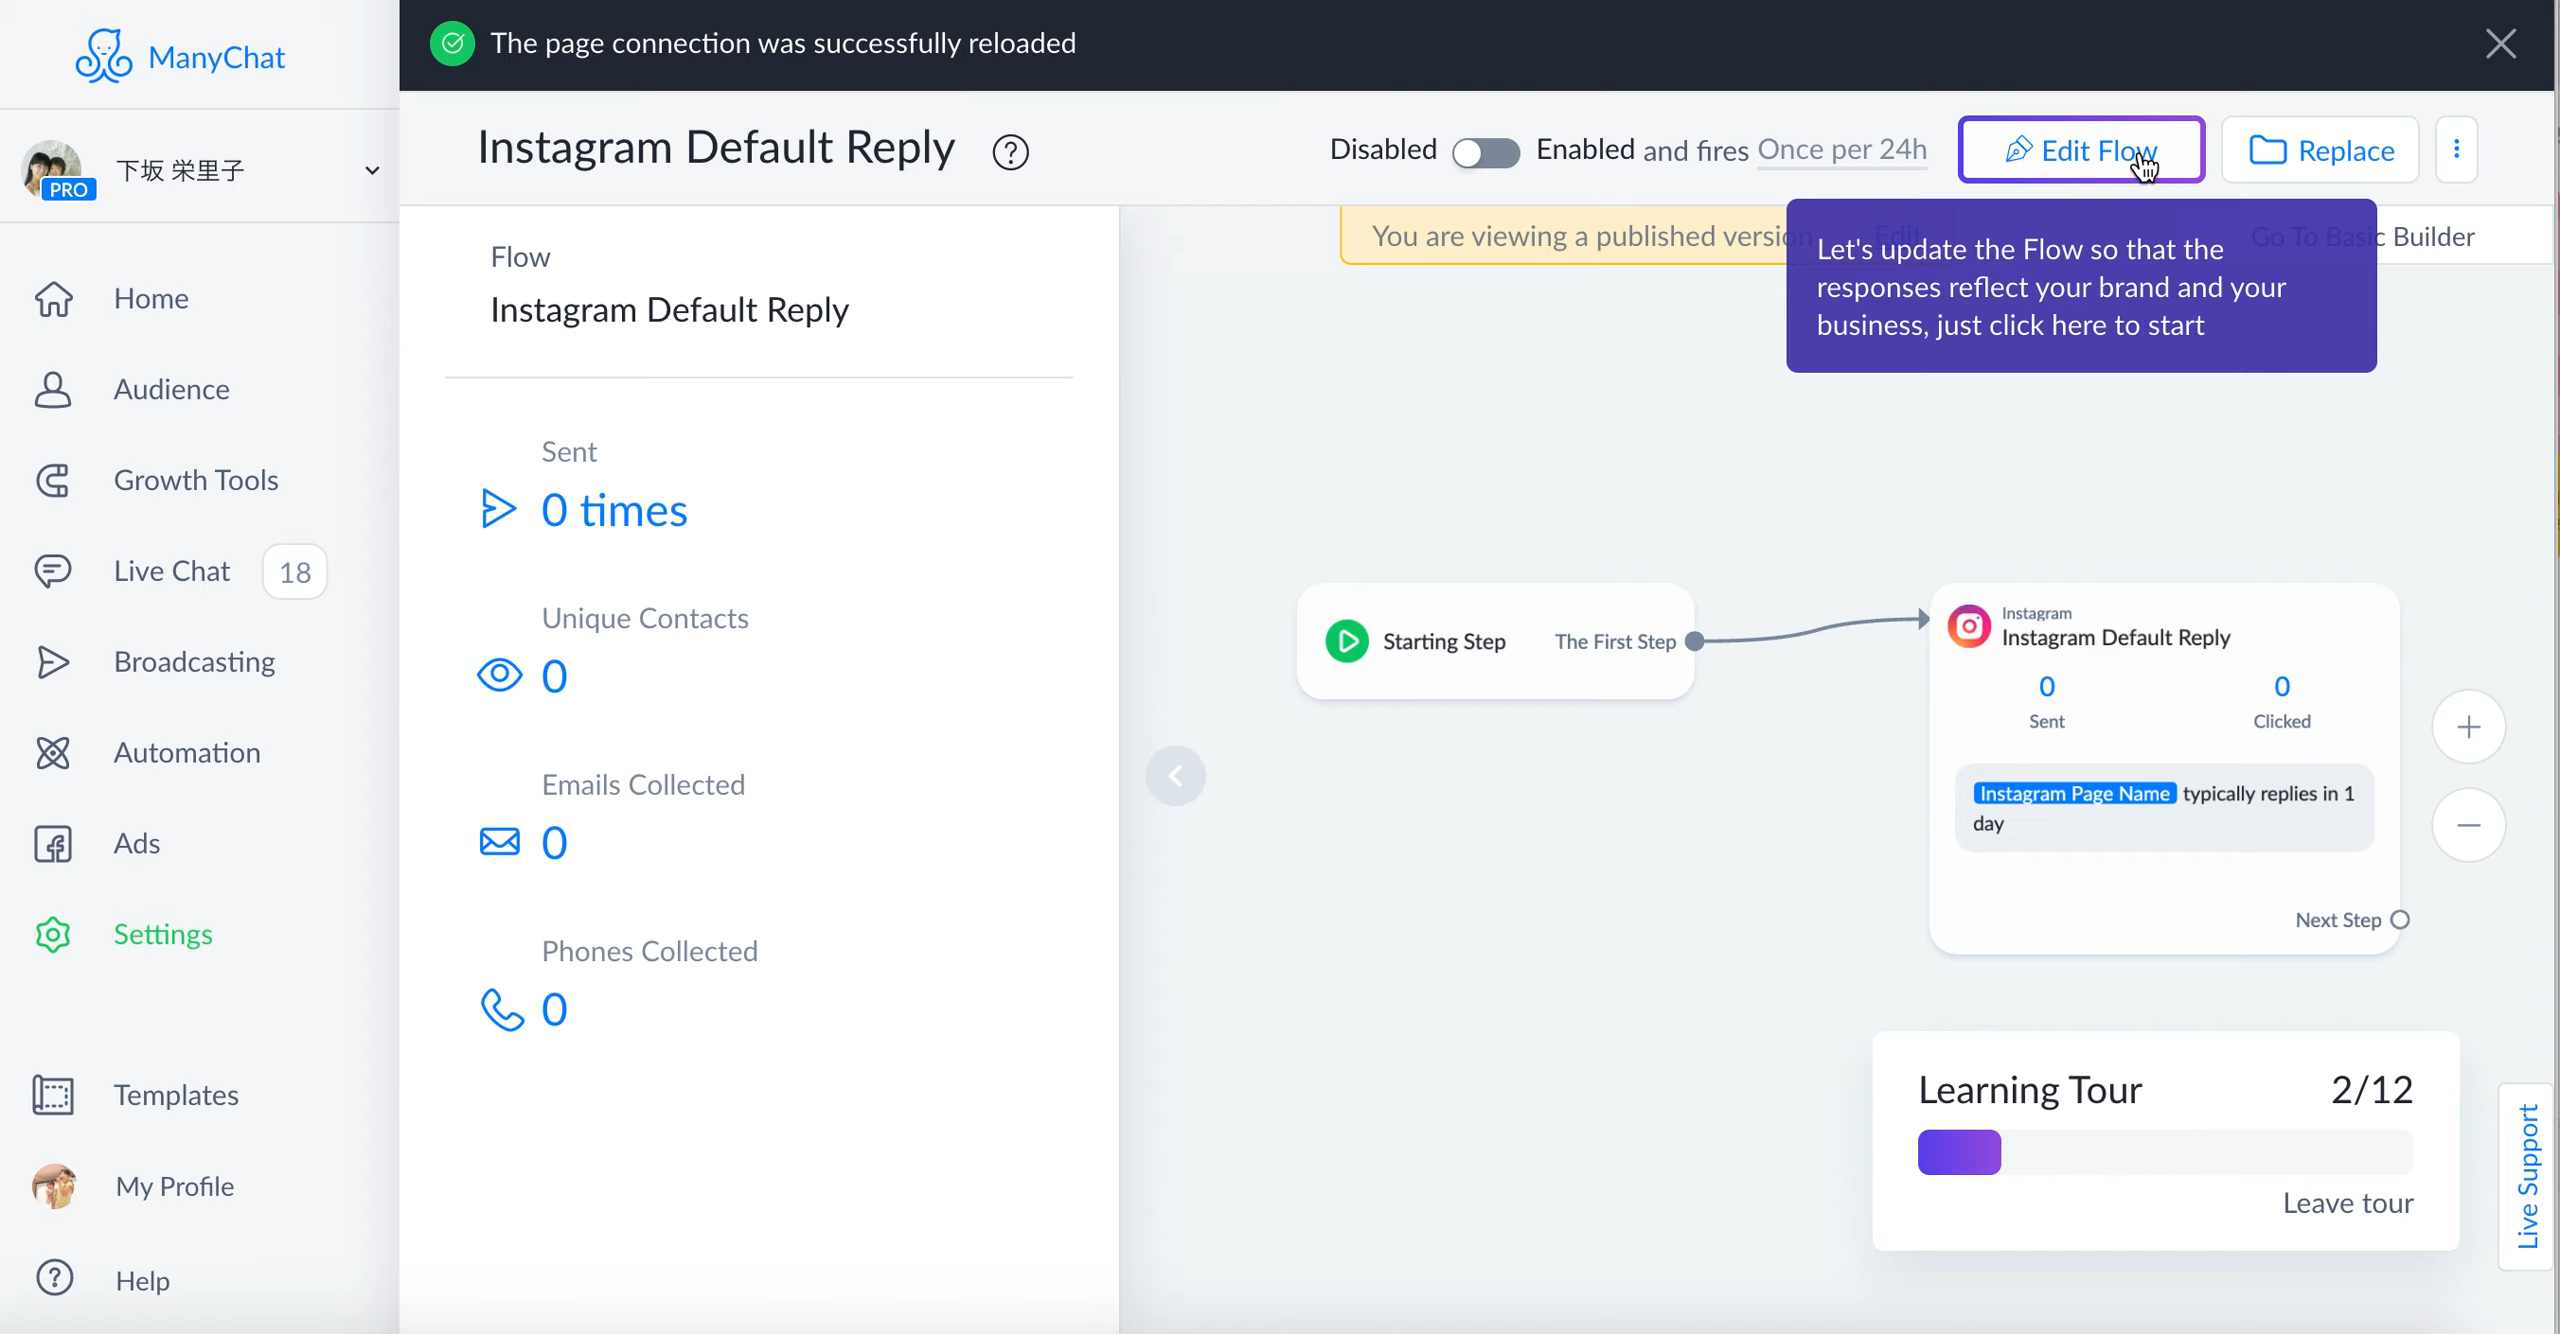 ManyChat
The page connection was successfully reloaded
下坂 栄里子
PRO
Home
Audience
Growth Tools
Live Chat 18
Broadcasting
Automation
Ads
Settings
Templates
My Profile
Help
Instagram Default Reply
Disabled Enabled and fires Once per 24h
Edit Flow
Replace
You are viewing a published version Edit
Go To Basic Builder
Let's update the Flow so that the
responses reflect your brand and your
business, just click here to start
Flow
Instagram Default Reply
Sent
0 times
Unique Contacts
0
Emails Collected
0
Phones Collected
0
Starting Step The First Step
Instagram
Instagram Default Reply
0 0
Sent Clicked
Instagram Page Name typically replies in 1
day
Next Step
Learning Tour 2/12
Leave tour
Live Support